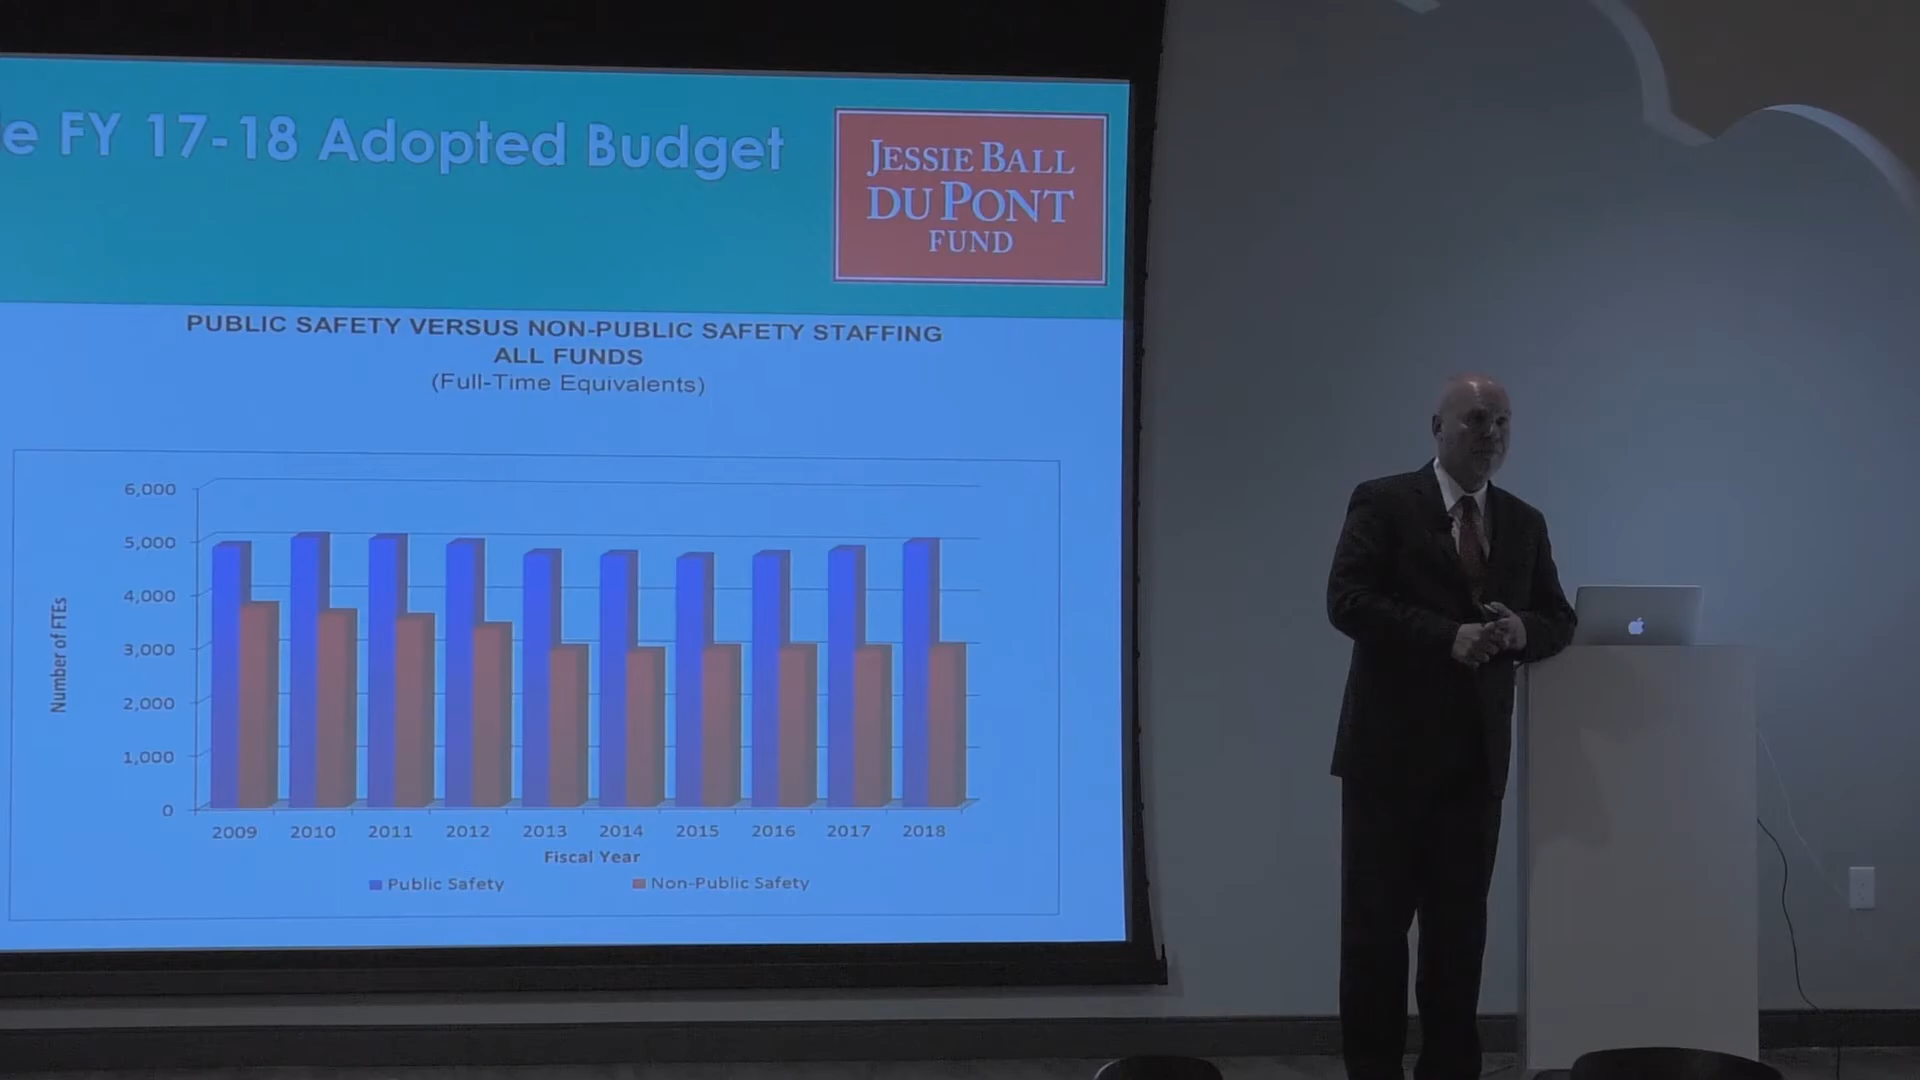 e FY 17-18 Adopted Budget
JESSIE BALL
DU PONT
FUND
PUBLIC SAFETY VERSUS NON-PUBLIC SAFETY STAFFING
ALL FUNDS
(Full-Time Equivalents)
6,000
5,000
4,000
3,000
2,000
1,000
0
Number of FTEs
2009 2010 2011 2012 2013 2014 2015 2016 2017 2018
Fiscal Year
Public Safety Non-Public Safety